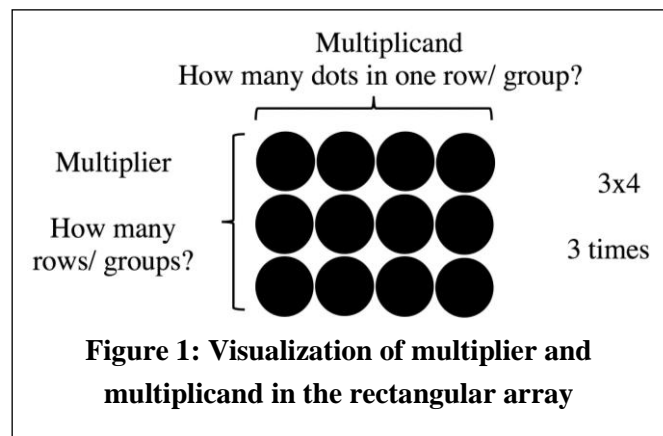 Multiplicand
How many dots in one row/ group?
Multiplier
How many
rows/ groups?
3x4
3 times
Figure 1: Visualization of multiplier and
multiplicand in the rectangular array